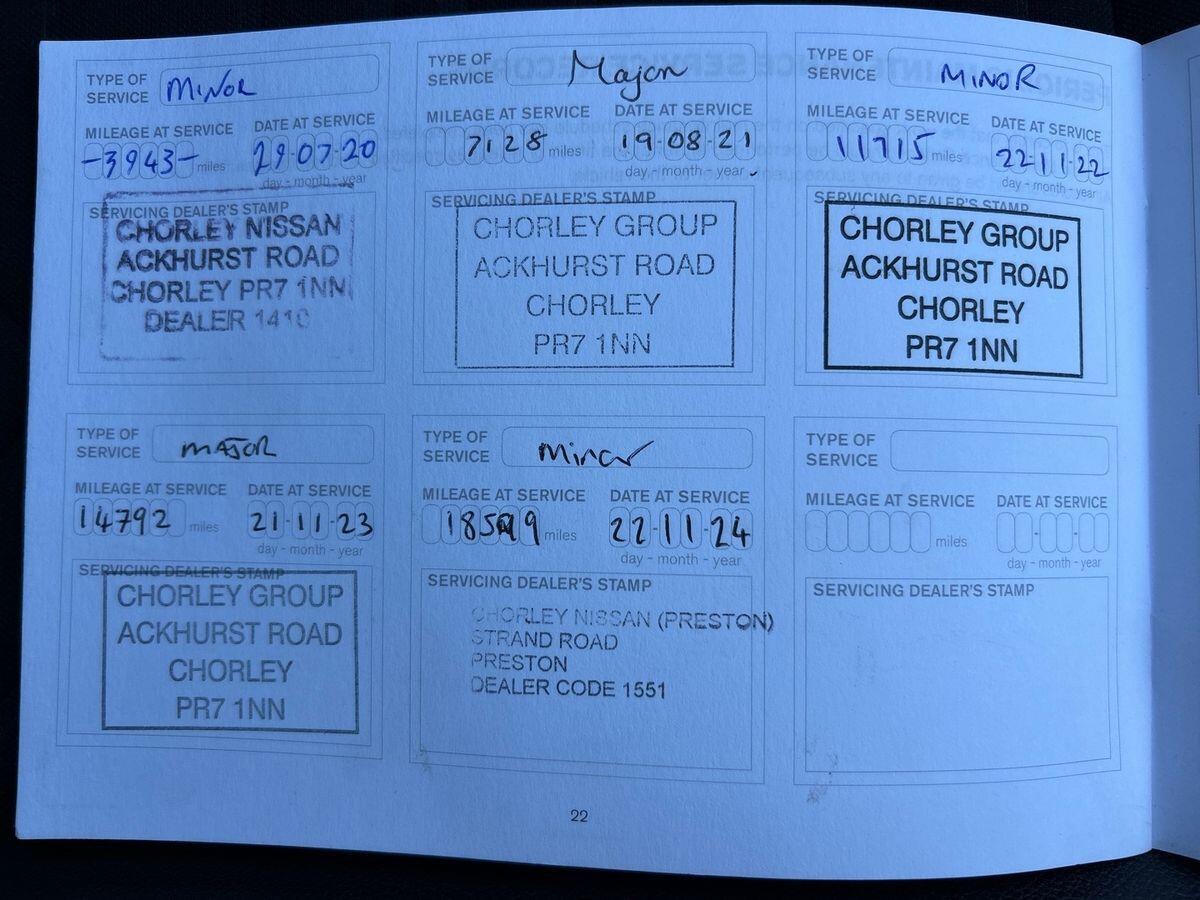 TYPE OF SERVICE MINOR
MILEAGE AT SERVICE DATE AT SERVICE
-3943- miles 29-07-20
day - month - year
SERVICING DEALER'S STAMP
CHORLEY NISSAN
ACKHURST ROAD
CHORLEY PR7 1NN
DEALER 1410
TYPE OF SERVICE Major
MILEAGE AT SERVICE DATE AT SERVICE
7128 miles 19-08-21
day - month - year
SERVICING DEALER'S STAMP
CHORLEY GROUP
ACKHURST ROAD
CHORLEY
PR7 1NN
TYPE OF SERVICE MINOR
MILEAGE AT SERVICE DATE AT SERVICE
11715 miles 22-11-22
day - month - year
SERVICING DEALER'S STAMP
CHORLEY GROUP
ACKHURST ROAD
CHORLEY
PR7 1NN
TYPE OF SERVICE MAJOR
MILEAGE AT SERVICE DATE AT SERVICE
14792 miles 21-11-23
day - month - year
SERVICING DEALER'S STAMP
CHORLEY GROUP
ACKHURST ROAD
CHORLEY
PR7 1NN
TYPE OF SERVICE Minor
MILEAGE AT SERVICE DATE AT SERVICE
miles 22-11-24
day - month - year
SERVICING DEALER'S STAMP
CHORLEY NISSAN (PRESTON)
STRAND ROAD
PRESTON
DEALER CODE 1551
TYPE OF SERVICE
MILEAGE AT SERVICE DATE AT SERVICE
miles
day - month - year
SERVICING DEALER'S STAMP
22